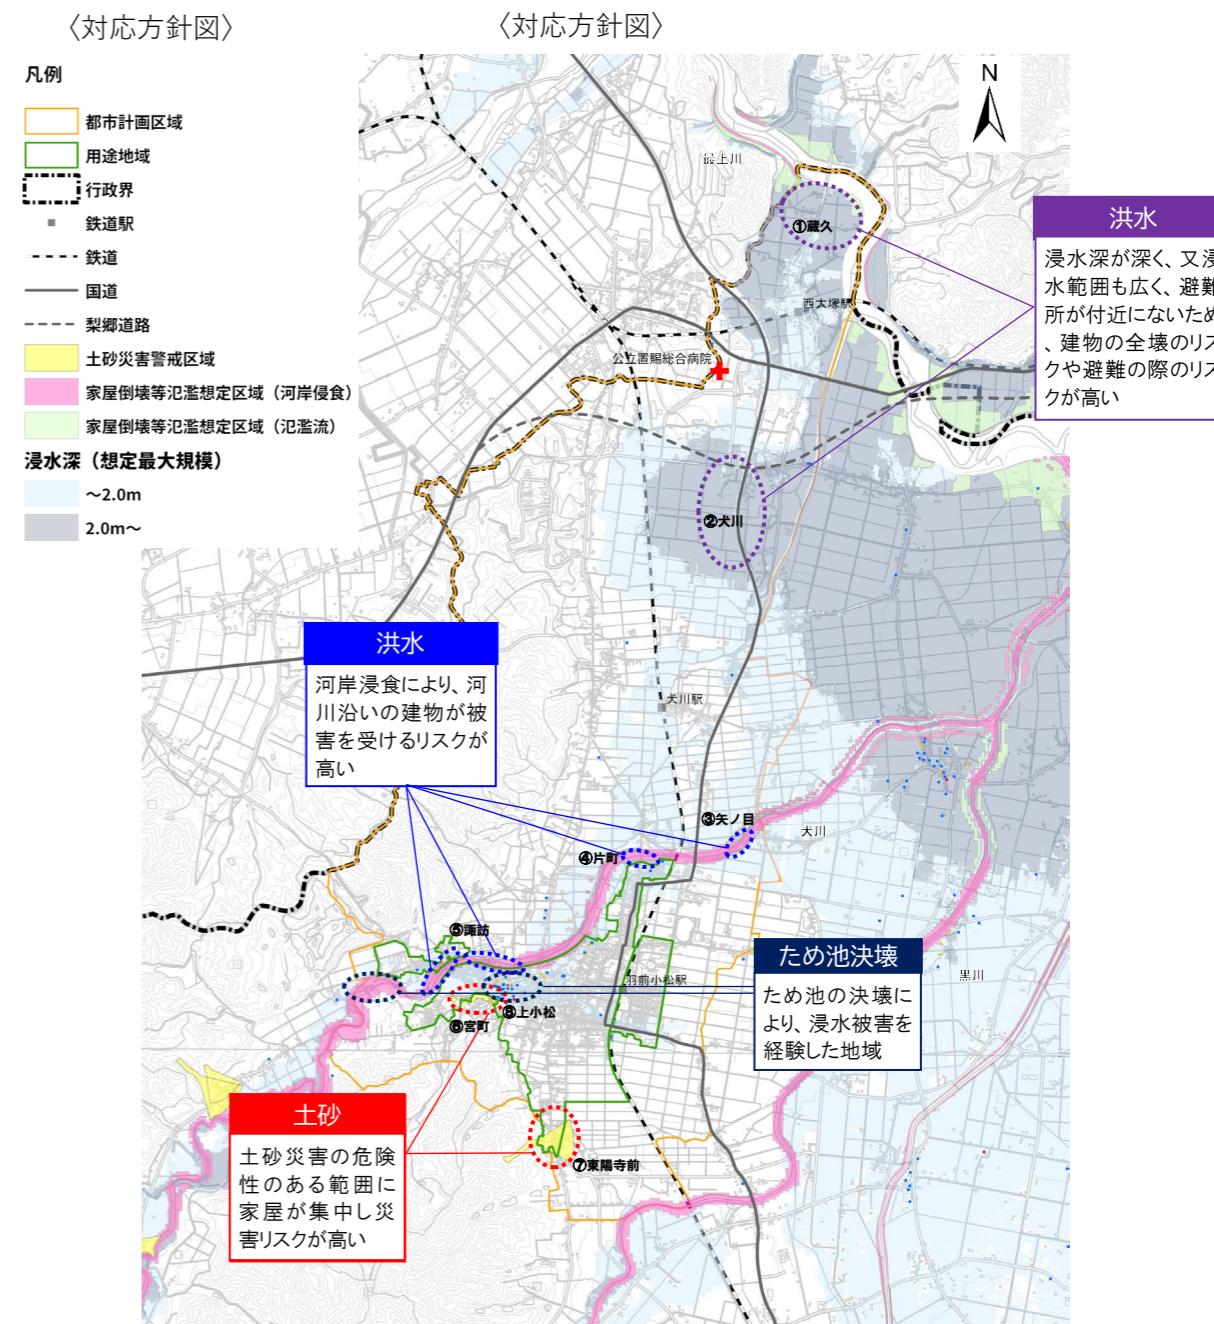 〈対応方針図〉
〈対応方針図〉
凡例
都市計画区域
用途地域
行政界
鉄道駅
鉄道
国道
梨郷道路
土砂災害警戒区域
家屋倒壊等氾濫想定区域（河岸侵食）
家屋倒壊等氾濫想定区域（氾濫流）
浸水深（想定最大規模）
～2.0m
2.0m～
N
最上川
①蔵久
西大塚駅
公立置賜総合病院
②犬川
洪水
浸水深が深く、又浸
水範囲も広く、避難
所が付近にないため
、建物の全壊のリス
クや避難の際のリス
クが高い
洪水
河岸浸食により、河
川沿いの建物が被
害を受けるリスクが
高い
犬川駅
③矢ノ目
犬川
④片町
⑤諏訪
羽前小松駅
⑧上小松
⑥宮町
ため池決壊
ため池の決壊に
より、浸水被害を
経験した地域
黒川
土砂
土砂災害の危険
性のある範囲に
家屋が集中し災
害リスクが高い
⑦東陽寺前